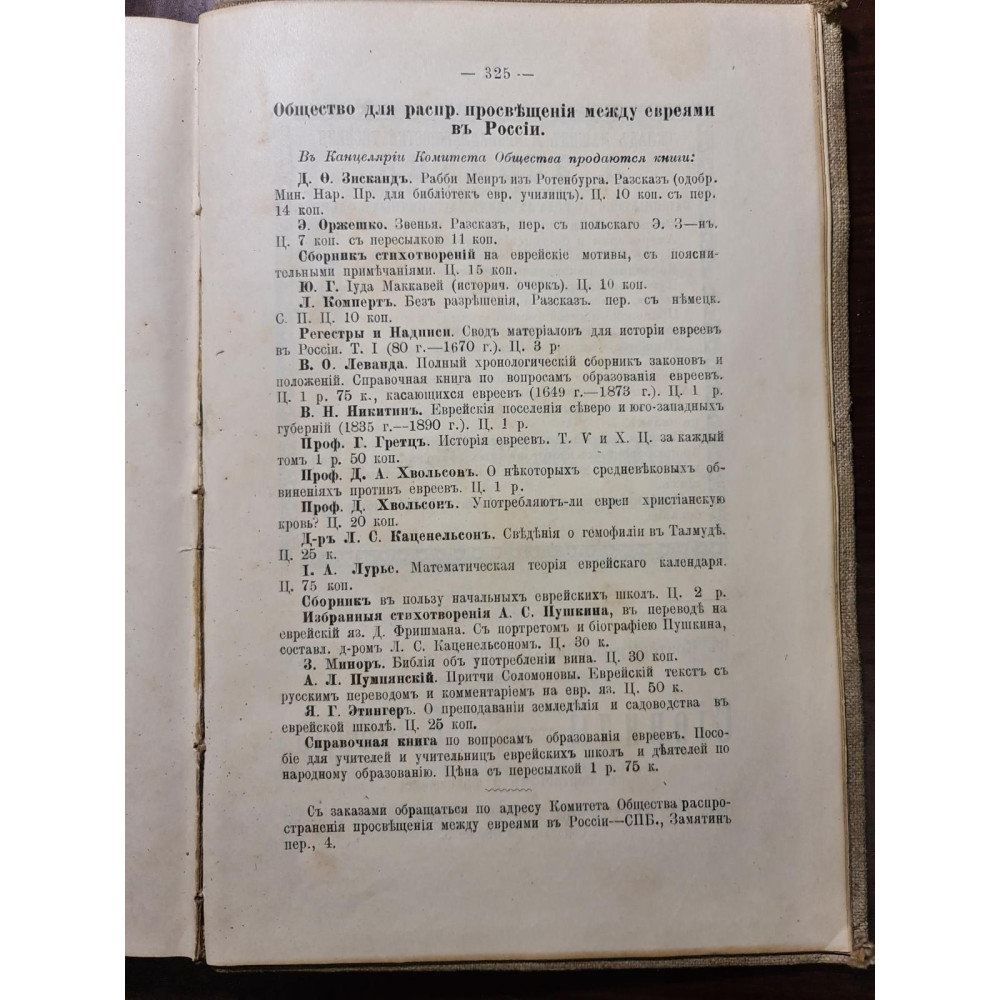 — 325 —
Общество для распр. просвѣщенія между евреями
въ Россіи.
Въ Канцеляріи Комитета Общества продаются книги:
Д. Ѳ. Зискандъ. Рабби Меиръ изъ Ротенбурга. Разсказъ (одобр.
Мин. Нар. Пр. для библіотек евр. училищъ). Ц. 10 коп. съ пер.
14 коп.
Э. Оржешко. Звенья. Разсказъ, пер. съ польскаго Э. З—нъ.
Ц. 7 коп. съ пересылкою 11 коп.
Сборникъ стихотвореній на еврейскіе мотивы, съ поясни-
тельными примѣчаніями. Ц. 15 коп.
Ю. Г. Іуда Маккавей (историч. очеркъ). Ц. 10 коп.
Л. Компертъ. Безъ разрѣшенія, Разсказъ. пер. съ нѣмецк.
С. П. Ц. 10 коп.
Регестры и Надписи. Сводъ матеріаловъ для исторіи евреевъ
въ Россіи. Т. I (80 г.—1670 г.). Ц. 3 р.
В. О. Леванда. Полный хронологическій сборникъ законовъ и
положеній. Справочная книга по вопросамъ образованія евреевъ.
Ц. 1 р. 75 к., касающихся евреевъ (1649 г.—1873 г.). Ц. 1 р.
В. Н. Никитинъ. Еврейскія поселенія сѣверо и юго-западныхъ
губерній (1835 г.—1890 г.). Ц. 1 р.
Проф. Г. Гретцъ. Исторія евреевъ. Т. V и X. Ц. за каждый
томъ 1 р. 50 коп.
Проф. Д. А. Хвольсонъ. О нѣкоторыхъ средневѣковыхъ об-
виненіяхъ противъ евреевъ. Ц. 1 р.
Проф. Д. Хвольсонъ. Употребляютъ-ли евреи христіанскую
кровь? Ц. 20 коп.
Д-ръ Л. С. Каценельсонъ. Свѣдѣнія о гемофиліи въ Талмудѣ.
Ц. 25 к.
І. А. Лурье. Математическая теорія еврейскаго календаря.
Ц. 75 коп.
Сборникъ въ пользу начальныхъ еврейскихъ школъ. Ц. 2 р.
Избранныя стихотворенія А. С. Пушкина, въ переводѣ на
еврейскій яз. Д. Фришмана. Съ портретомъ и біографіею Пушкина,
составл. д-ромъ Л. С. Каценельсономъ. Ц. 30 к.
З. Миноръ. Библія объ употребленіи вина. Ц. 30 коп.
А. Л. Пумпянскій. Притчи Соломоновы. Еврейскій текстъ съ
русскимъ переводомъ и комментаріемъ на евр. яз. Ц. 50 к.
Я. Г. Этингеръ. О преподаваніи земледѣлія и садоводства въ
еврейской школѣ. Ц. 25 коп.
Справочная книга по вопросамъ образованія евреевъ. Посо-
біе для учителей и учительницъ еврейскихъ школъ и дѣятелей по
народному образованію. Цѣна съ пересылкой 1 р. 75 к.
Съ заказами обращаться по адресу Комитета Общества распро-
страненія просвѣщенія между евреями въ Россіи—СПБ., Замятинъ
пер., 4.